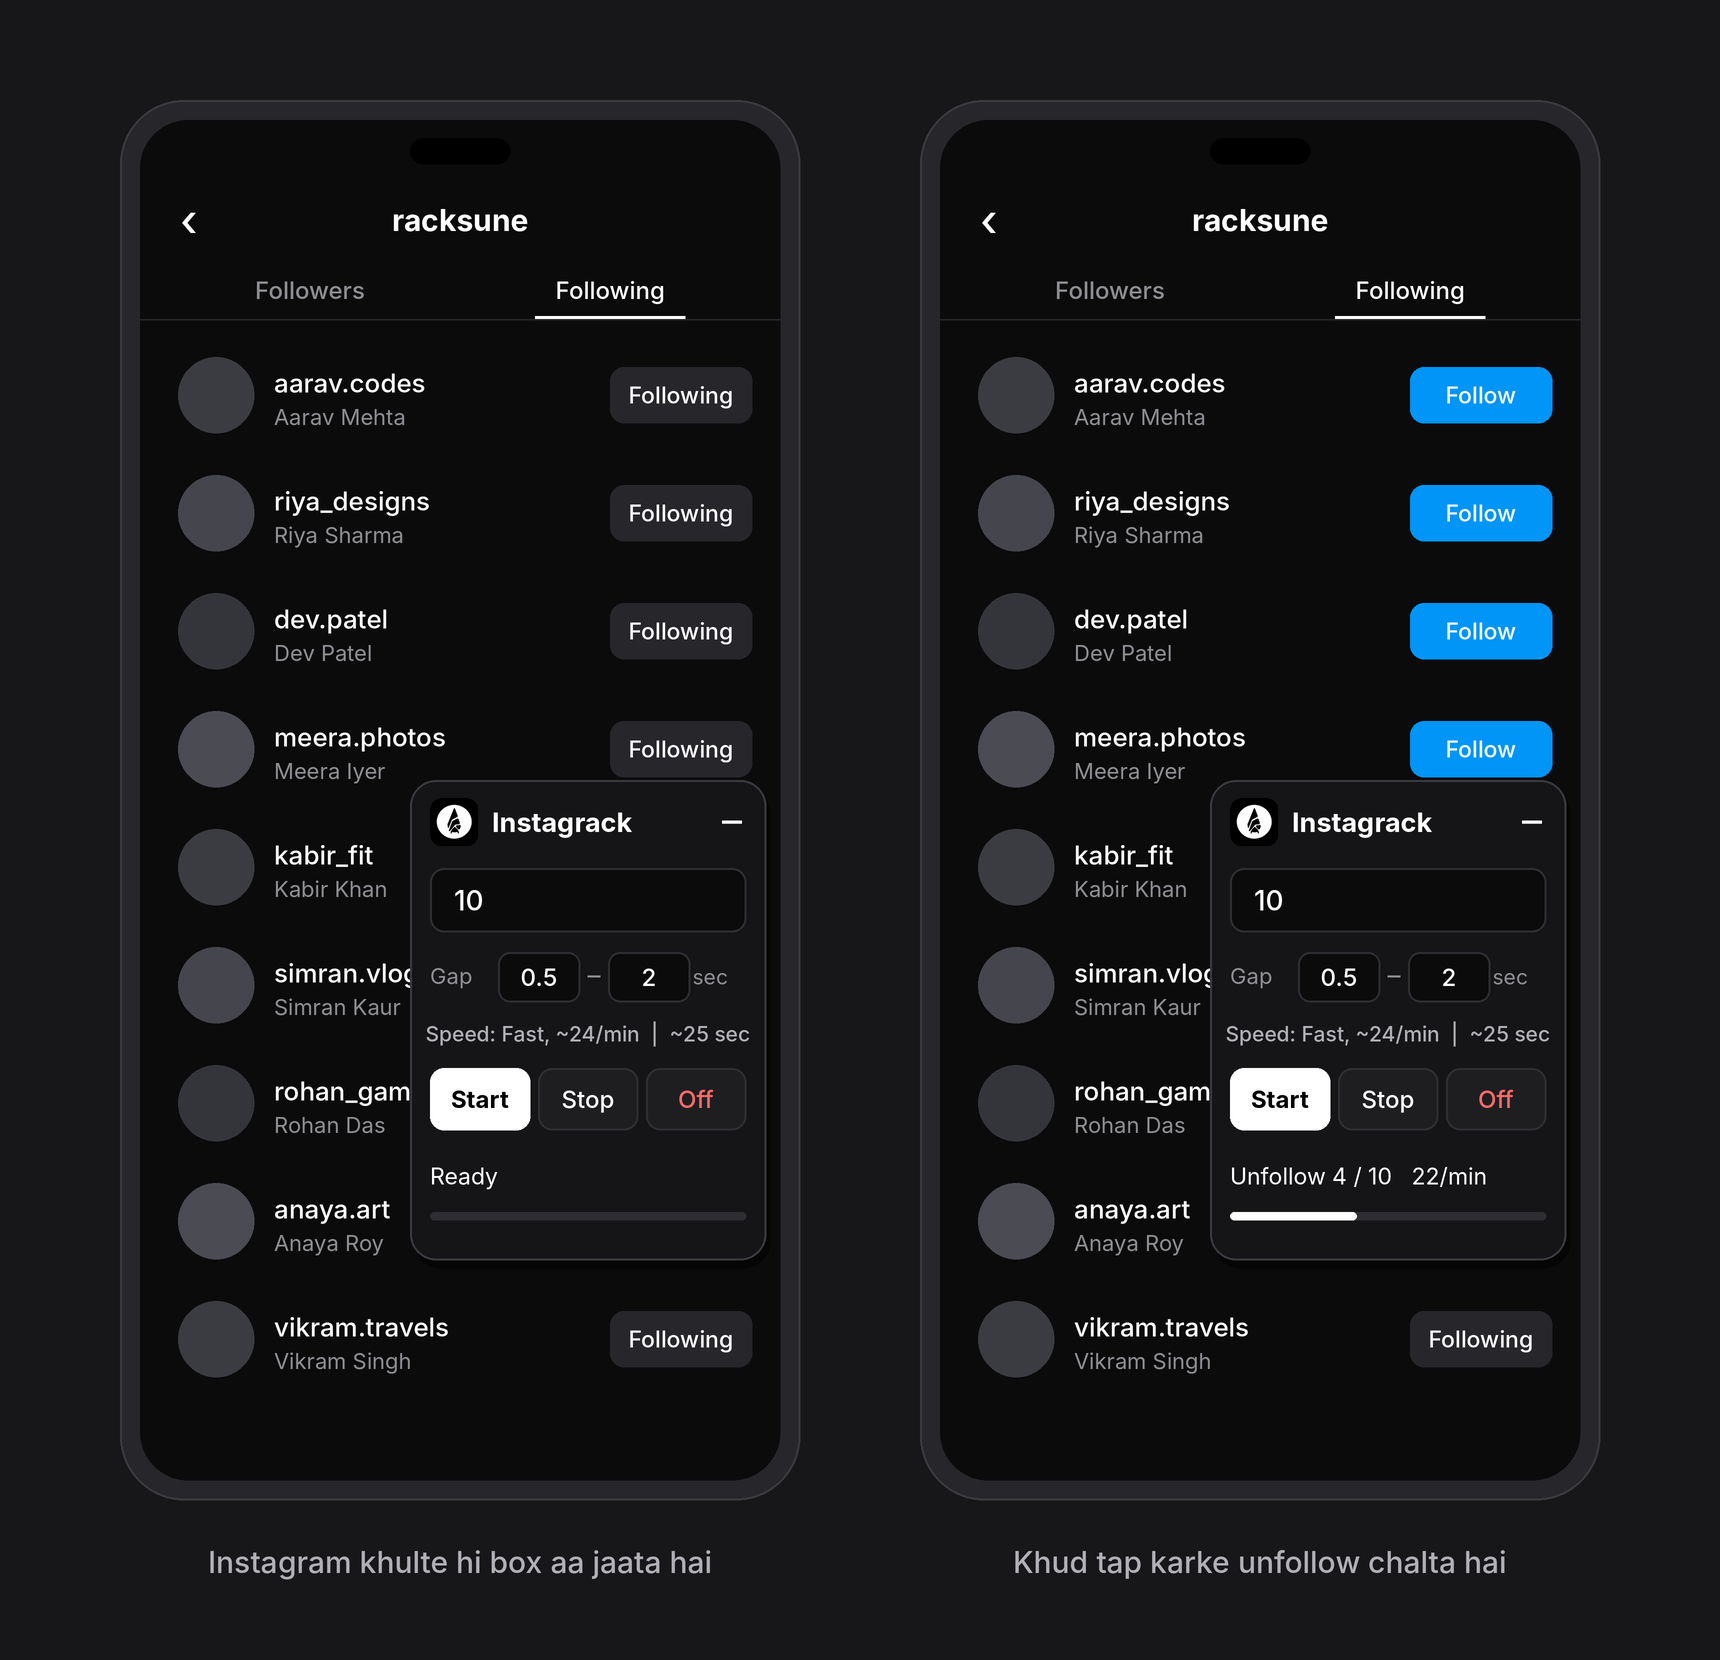 ‹ racksune
Followers Following
aarav.codes
Aarav Mehta
Following
riya_designs
Riya Sharma
Following
dev.patel
Dev Patel
Following
meera.photos
Meera Iyer
Following
kabir_fit
Kabir Khan
simran.vlog
Simran Kaur
rohan_gam
Rohan Das
anaya.art
Anaya Roy
Instagrack –
10
Gap 0.5 – 2 sec
Speed: Fast, ~24/min | ~25 sec
Start Stop Off
Ready
vikram.travels
Vikram Singh
Following
Instagram khulte hi box aa jaata hai
‹ racksune
Followers Following
aarav.codes
Aarav Mehta
Follow
riya_designs
Riya Sharma
Follow
dev.patel
Dev Patel
Follow
meera.photos
Meera Iyer
Follow
kabir_fit
Kabir Khan
simran.vlog
Simran Kaur
rohan_gam
Rohan Das
anaya.art
Anaya Roy
Instagrack –
10
Gap 0.5 – 2 sec
Speed: Fast, ~24/min | ~25 sec
Start Stop Off
Unfollow 4 / 10 22/min
vikram.travels
Vikram Singh
Following
Khud tap karke unfollow chalta hai